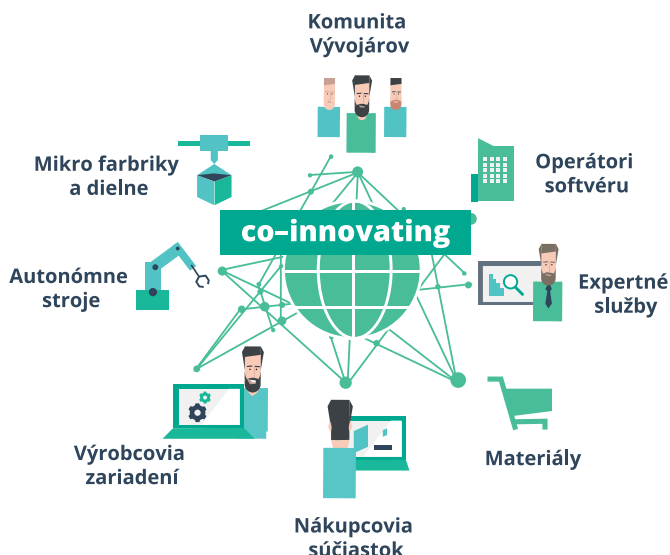 Komunita
Vývojárov
Mikro farbriky
a dielne
Operátori
softvéru
co–innovating
Autonómne
stroje
Expertné
služby
Výrobcovia
zariadení
Materiály
Nákupcovia
súčiastok